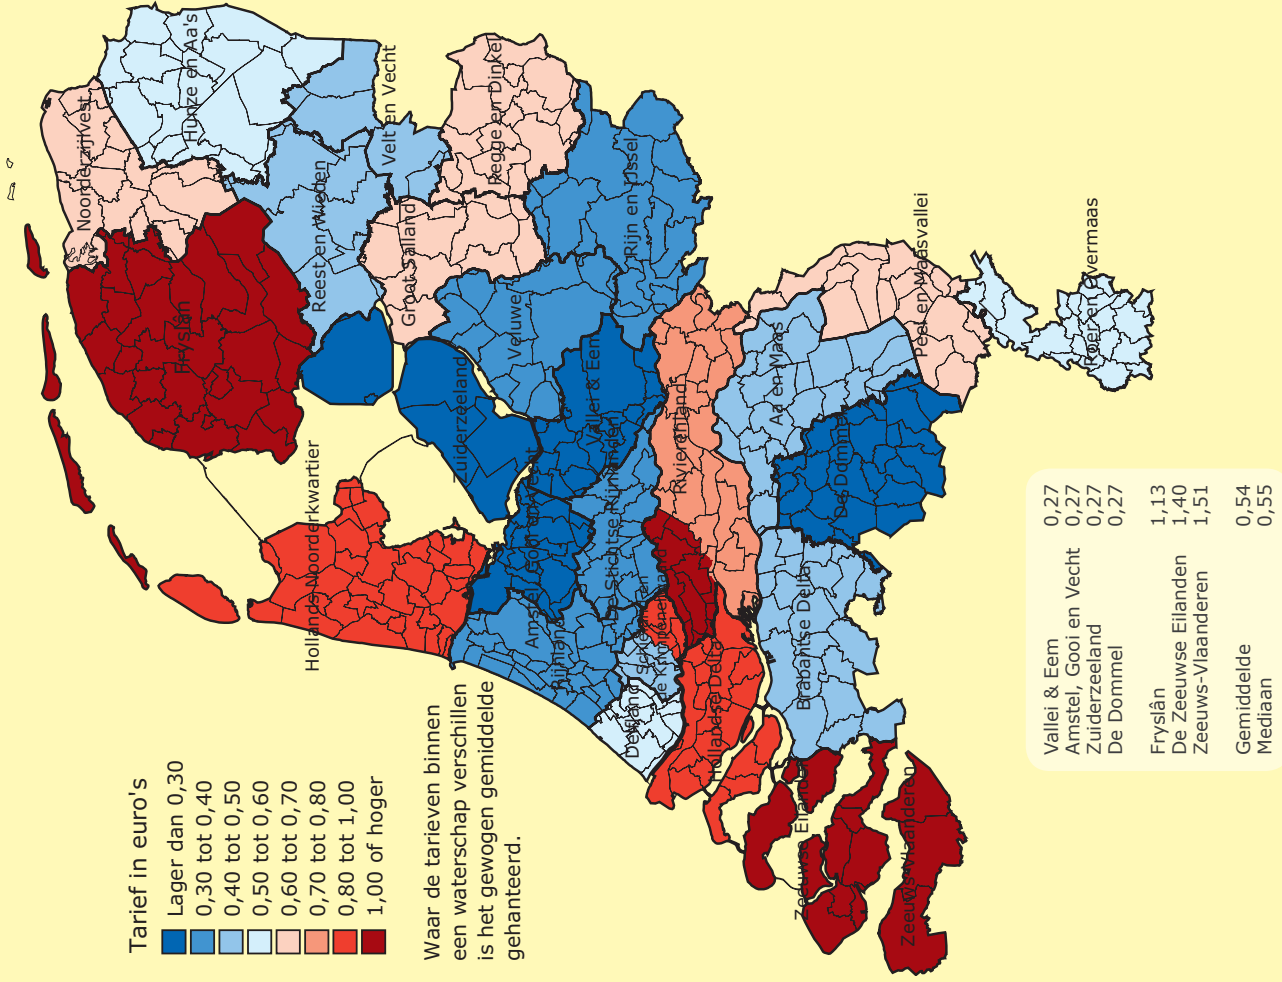 Tarief in euro's
Lager dan 0,30
0,30 tot 0,40
0,40 tot 0,50
0,50 tot 0,60
0,60 tot 0,70
0,70 tot 0,80
0,80 tot 1,00
1,00 of hoger
Waar de tarieven binnen
een waterschap verschillen
is het gewogen gemiddelde
gehanteerd.
Noorderzijlvest
Hunze en Aa's
Fryslân
Reest en Wieden
Velt en Vecht
Groot Salland
Regge en Dinkel
Hollands Noorderkwartier
Zuiderzeeland
Veluwe
Rijn en IJssel
Vallei & Eem
Amstel Gooi en Vecht
Rijnland
De Stichtse Rijnlanden
Delfland
Schieland en
de Krimpenerwaard
Rivierenland
Hollandse Delta
Aa en Maas
De Dommel
Brabantse Delta
Peel en Maasvallei
Roer en Overmaas
Zeeuwse Eilanden
Zeeuws-Vlaanderen
Vallei & Eem 0,27
Amstel, Gooi en Vecht 0,27
Zuiderzeeland 0,27
De Dommel 0,27
Fryslân 1,13
De Zeeuwse Eilanden 1,40
Zeeuws-Vlaanderen 1,51
Gemiddelde 0,54
Mediaan 0,55